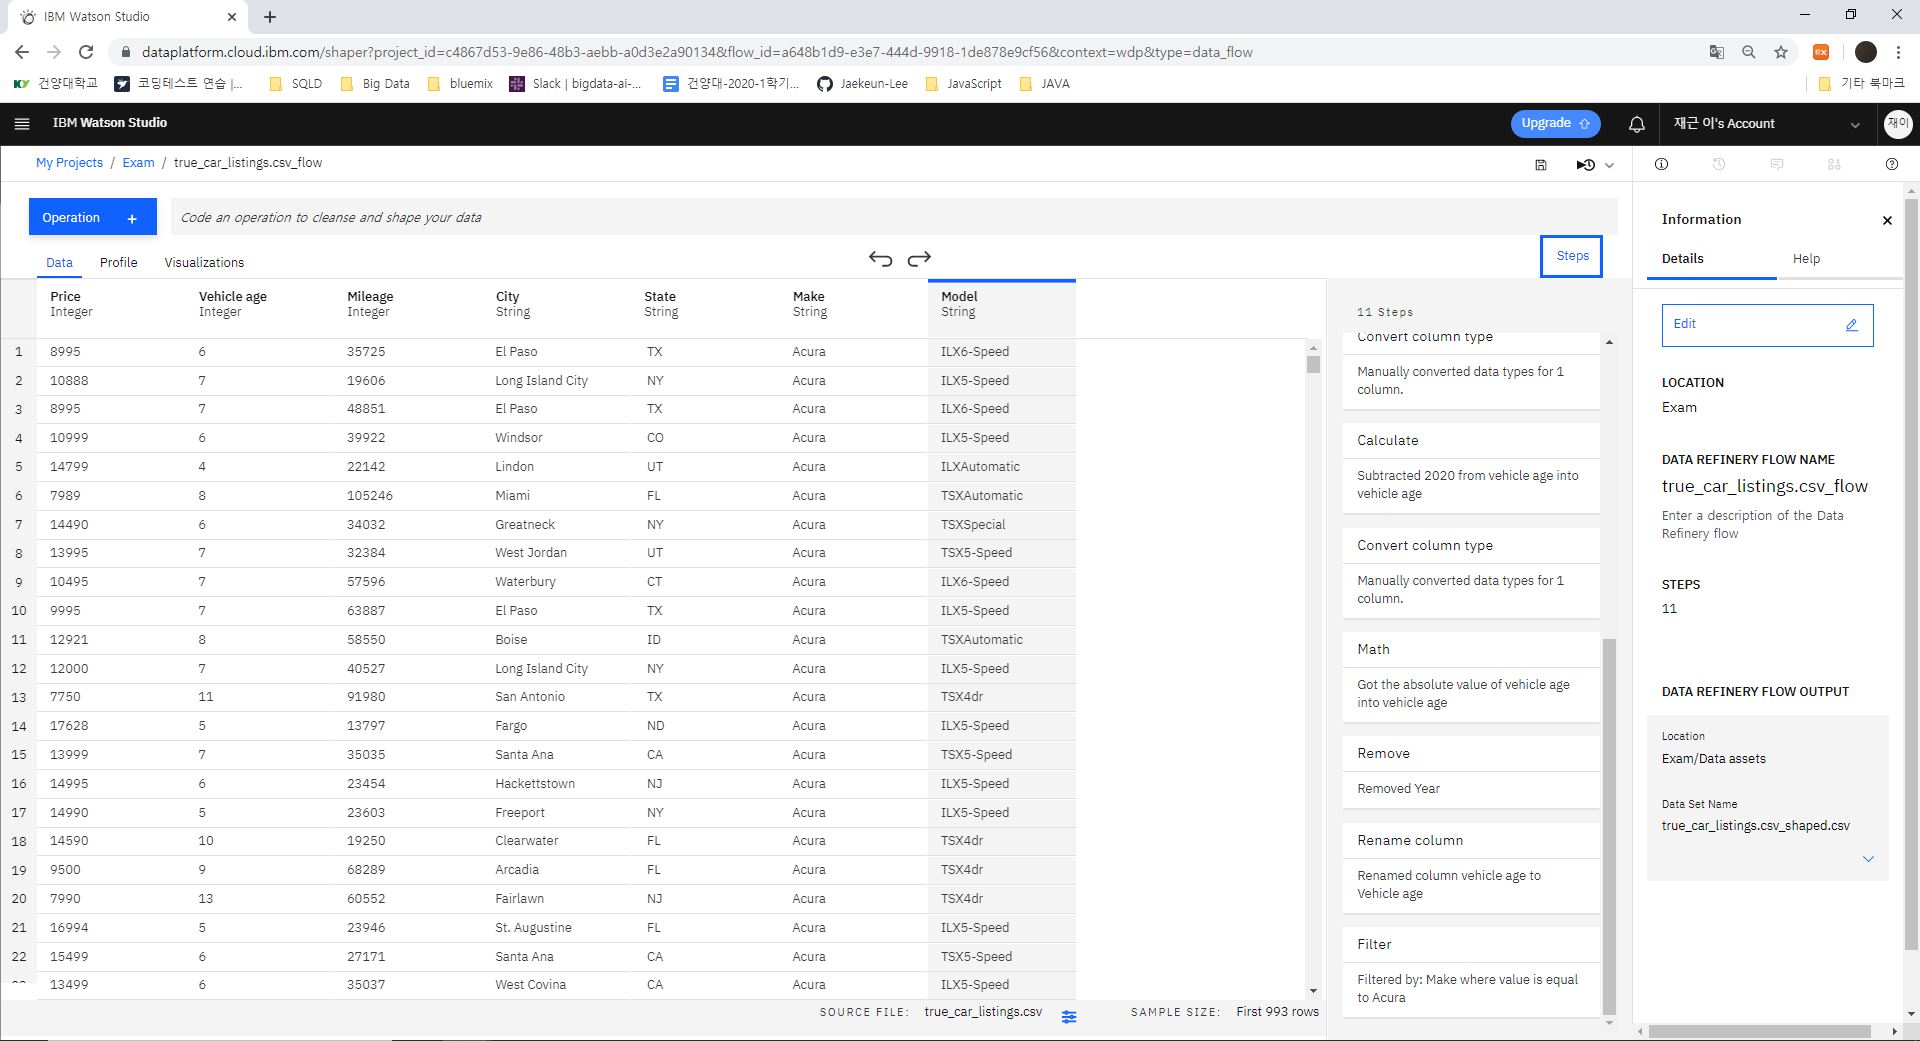 IBM Watson Studio
dataplatform.cloud.ibm.com/shaper?project_id=c4867d53-9e86-48b3-aebb-a0d3e2a90134&flow_id=a648b1d9-e3e7-444d-9918-1de878e9cf56&context=wdp&type=data_flow
건양대학교 코딩테스트 연습 |... SQLD Big Data bluemix Slack | bigdata-ai-... 건양대-2020-1학기... Jaekeun-Lee JavaScript JAVA 기타 북마크
IBM Watson Studio Upgrade 재근 이's Account 재이
My Projects / Exam / true_car_listings.csv_flow
Operation + Code an operation to cleanse and shape your data
Data Profile Visualizations Steps
Price Vehicle age Mileage City State Make Model
Integer Integer Integer String String String String
1 8995 6 35725 El Paso TX Acura ILX6-Speed
2 10888 7 19606 Long Island City NY Acura ILX5-Speed
3 8995 7 48851 El Paso TX Acura ILX6-Speed
4 10999 6 39922 Windsor CO Acura ILX5-Speed
5 14799 4 22142 Lindon UT Acura ILXAutomatic
6 7989 8 105246 Miami FL Acura TSXAutomatic
7 14490 6 34032 Greatneck NY Acura TSXSpecial
8 13995 7 32384 West Jordan UT Acura TSX5-Speed
9 10495 7 57596 Waterbury CT Acura ILX6-Speed
10 9995 7 63887 El Paso TX Acura ILX5-Speed
11 12921 8 58550 Boise ID Acura TSXAutomatic
12 12000 7 40527 Long Island City NY Acura ILX5-Speed
13 7750 11 91980 San Antonio TX Acura TSX4dr
14 17628 5 13797 Fargo ND Acura ILX5-Speed
15 13999 7 35035 Santa Ana CA Acura TSX5-Speed
16 14995 6 23454 Hackettstown NJ Acura ILX5-Speed
17 14990 5 23603 Freeport NY Acura ILX5-Speed
18 14590 10 19250 Clearwater FL Acura TSX4dr
19 9500 9 68289 Arcadia FL Acura TSX4dr
20 7990 13 60552 Fairlawn NJ Acura TSX4dr
21 16994 5 23946 St. Augustine FL Acura ILX5-Speed
22 15499 6 27171 Santa Ana CA Acura TSX5-Speed
13499 6 35037 West Covina CA Acura ILX5-Speed
SOURCE FILE: true_car_listings.csv SAMPLE SIZE: First 993 rows
11 Steps
Convert column type
Manually converted data types for 1
column.
Calculate
Subtracted 2020 from vehicle age into
vehicle age
Convert column type
Manually converted data types for 1
column.
Math
Got the absolute value of vehicle age
into vehicle age
Remove
Removed Year
Rename column
Renamed column vehicle age to
Vehicle age
Filter
Filtered by: Make where value is equal
to Acura
Information
Details Help
Edit
LOCATION
Exam
DATA REFINERY FLOW NAME
true_car_listings.csv_flow
Enter a description of the Data
Refinery flow
STEPS
11
DATA REFINERY FLOW OUTPUT
Location
Exam/Data assets
Data Set Name
true_car_listings.csv_shaped.csv